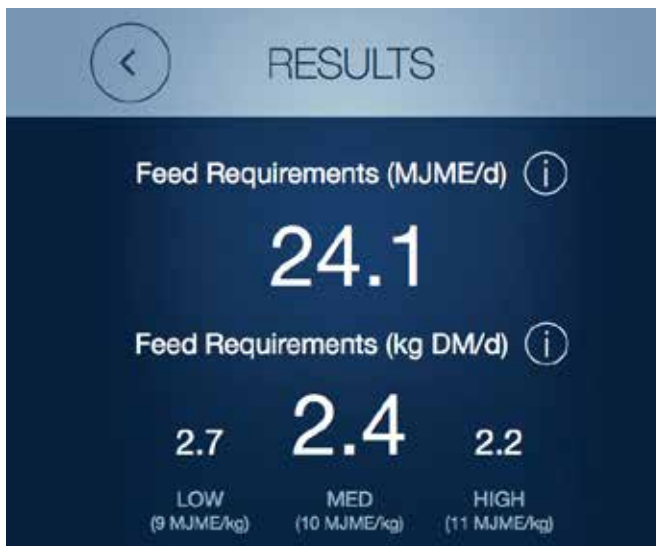 RESULTS
Feed Requirements (MJME/d)
24.1
Feed Requirements (kg DM/d)
2.7 2.4 2.2
LOW MED HIGH
(9 MJME/kg) (10 MJME/kg) (11 MJME/kg)